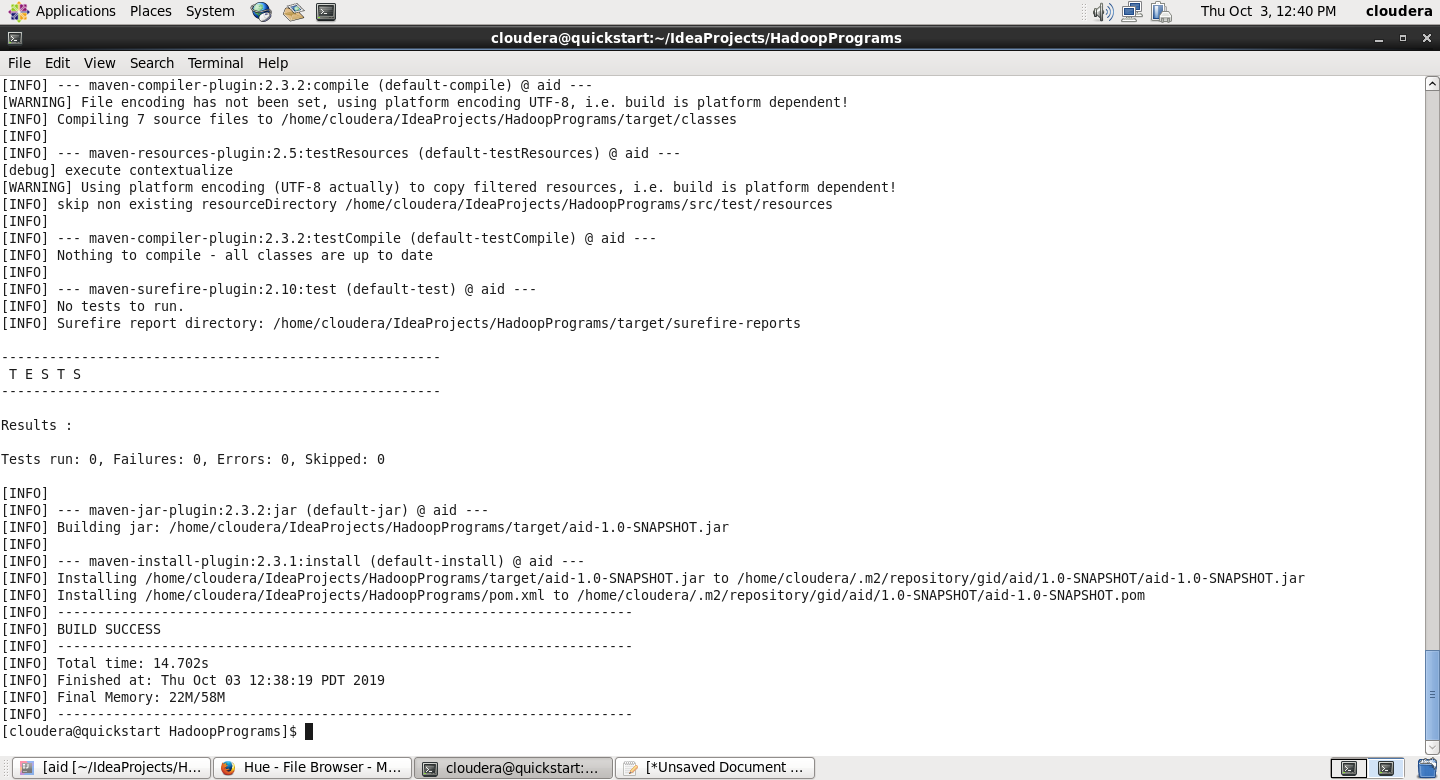 Applications Places System Thu Oct 3, 12:40 PM cloudera
cloudera@quickstart:~/IdeaProjects/HadoopPrograms
File Edit View Search Terminal Help
[INFO] --- maven-compiler-plugin:2.3.2:compile (default-compile) @ aid ---
[WARNING] File encoding has not been set, using platform encoding UTF-8, i.e. build is platform dependent!
[INFO] Compiling 7 source files to /home/cloudera/IdeaProjects/HadoopPrograms/target/classes
[INFO]
[INFO] --- maven-resources-plugin:2.5:testResources (default-testResources) @ aid ---
[debug] execute contextualize
[WARNING] Using platform encoding (UTF-8 actually) to copy filtered resources, i.e. build is platform dependent!
[INFO] skip non existing resourceDirectory /home/cloudera/IdeaProjects/HadoopPrograms/src/test/resources
[INFO]
[INFO] --- maven-compiler-plugin:2.3.2:testCompile (default-testCompile) @ aid ---
[INFO] Nothing to compile - all classes are up to date
[INFO]
[INFO] --- maven-surefire-plugin:2.10:test (default-test) @ aid ---
[INFO] No tests to run.
[INFO] Surefire report directory: /home/cloudera/IdeaProjects/HadoopPrograms/target/surefire-reports
-------------------------------------------------------
T E S T S
-------------------------------------------------------
Results :
Tests run: 0, Failures: 0, Errors: 0, Skipped: 0
[INFO]
[INFO] --- maven-jar-plugin:2.3.2:jar (default-jar) @ aid ---
[INFO] Building jar: /home/cloudera/IdeaProjects/HadoopPrograms/target/aid-1.0-SNAPSHOT.jar
[INFO]
[INFO] --- maven-install-plugin:2.3.1:install (default-install) @ aid ---
[INFO] Installing /home/cloudera/IdeaProjects/HadoopPrograms/target/aid-1.0-SNAPSHOT.jar to /home/cloudera/.m2/repository/gid/aid/1.0-SNAPSHOT/aid-1.0-SNAPSHOT.jar
[INFO] Installing /home/cloudera/IdeaProjects/HadoopPrograms/pom.xml to /home/cloudera/.m2/repository/gid/aid/1.0-SNAPSHOT/aid-1.0-SNAPSHOT.pom
[INFO] ------------------------------------------------------------------------
[INFO] BUILD SUCCESS
[INFO] ------------------------------------------------------------------------
[INFO] Total time: 14.702s
[INFO] Finished at: Thu Oct 03 12:38:19 PDT 2019
[INFO] Final Memory: 22M/58M
[INFO] ------------------------------------------------------------------------
[cloudera@quickstart HadoopPrograms]$
[aid [~/IdeaProjects/H... Hue - File Browser - M... cloudera@quickstart:... [*Unsaved Document ...